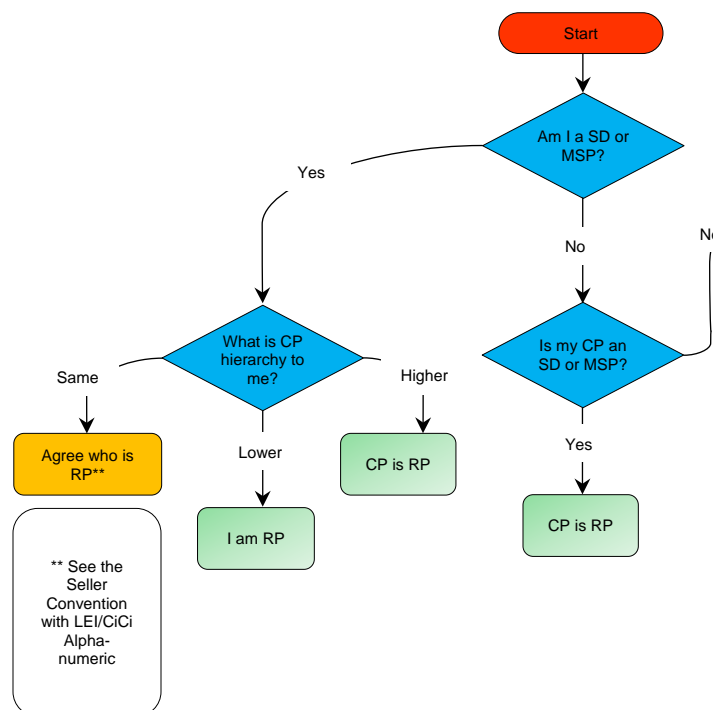 Start
Am I a SD or
MSP?
Yes
No
What is CP
hierarchy to
me?
Is my CP an
SD or MSP?
Same
Higher
Lower
Yes
Agree who is
RP**
CP is RP
I am RP
CP is RP
** See the
Seller
Convention
with LEI/CiCi
Alpha-
numeric